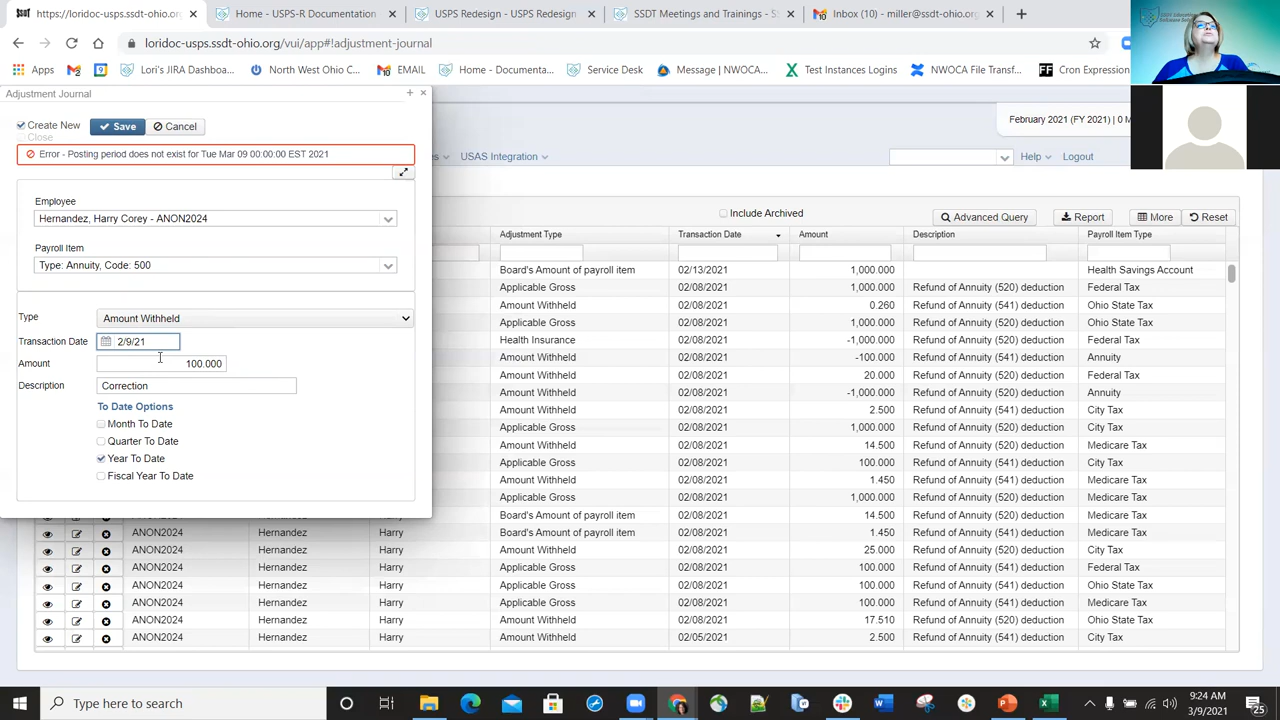 https://loridoc-usps.ssdt-ohio.org
Home - USPS-R Documentation
USPS Redesign - USPS Redesign
SSDT Meetings and Trainings -
Inbox (10) - miller@ssdt-ohio.org
loridoc-usps.ssdt-ohio.org/vui/app#!adjustment-journal
Apps
Lori's JIRA Dashboa...
North West Ohio C...
EMAIL
Home - Documenta...
Service Desk
Message | NWOCA
Test Instances Logins
NWOCA File Transf...
Cron Expression
Adjustment Journal
February 2021 (FY 2021) | 0 M
Create New
Save
Cancel
Close
Error - Posting period does not exist for Tue Mar 09 00:00:00 EST 2021
USAS Integration
Help
Logout
Employee
Hernandez, Harry Corey - ANON2024
Payroll Item
Type: Annuity, Code: 500
Type
Amount Withheld
Transaction Date
2/9/21
Amount
100.000
Description
Correction
To Date Options
Month To Date
Quarter To Date
Year To Date
Fiscal Year To Date
Include Archived
Advanced Query
Report
More
Reset
Adjustment Type Transaction Date Amount Description Payroll Item Type
Board's Amount of payroll item 02/13/2021 1,000.000 Health Savings Account
Applicable Gross 02/08/2021 1,000.000 Refund of Annuity (520) deduction Federal Tax
Amount Withheld 02/08/2021 0.260 Refund of Annuity (541) deduction Ohio State Tax
Applicable Gross 02/08/2021 1,000.000 Refund of Annuity (520) deduction Ohio State Tax
Health Insurance 02/08/2021 -1,000.000 Refund of Annuity (520) deduction Federal Tax
Amount Withheld 02/08/2021 -100.000 Refund of Annuity (541) deduction Annuity
Amount Withheld 02/08/2021 20.000 Refund of Annuity (520) deduction Federal Tax
Amount Withheld 02/08/2021 -1,000.000 Refund of Annuity (520) deduction Annuity
Amount Withheld 02/08/2021 2.500 Refund of Annuity (541) deduction City Tax
Applicable Gross 02/08/2021 1,000.000 Refund of Annuity (520) deduction City Tax
Amount Withheld 02/08/2021 14.500 Refund of Annuity (520) deduction Medicare Tax
Applicable Gross 02/08/2021 100.000 Refund of Annuity (541) deduction City Tax
Amount Withheld 02/08/2021 1.450 Refund of Annuity (541) deduction Medicare Tax
Applicable Gross 02/08/2021 1,000.000 Refund of Annuity (520) deduction Medicare Tax
Board's Amount of payroll item 02/08/2021 14.500 Refund of Annuity (520) deduction Medicare Tax
ANON2024 Hernandez Harry Board's Amount of payroll item 02/08/2021 1.450 Refund of Annuity (541) deduction Medicare Tax
ANON2024 Hernandez Harry Amount Withheld 02/08/2021 25.000 Refund of Annuity (520) deduction City Tax
ANON2024 Hernandez Harry Applicable Gross 02/08/2021 100.000 Refund of Annuity (541) deduction Federal Tax
ANON2024 Hernandez Harry Applicable Gross 02/08/2021 100.000 Refund of Annuity (541) deduction Ohio State Tax
ANON2024 Hernandez Harry Applicable Gross 02/08/2021 100.000 Refund of Annuity (541) deduction Medicare Tax
ANON2024 Hernandez Harry Amount Withheld 02/08/2021 17.510 Refund of Annuity (520) deduction Ohio State Tax
ANON2024 Hernandez Harry Amount Withheld 02/05/2021 2.500 Refund of Annuity (541) deduction City Tax
Type here to search
9:24 AM
3/9/2021
25